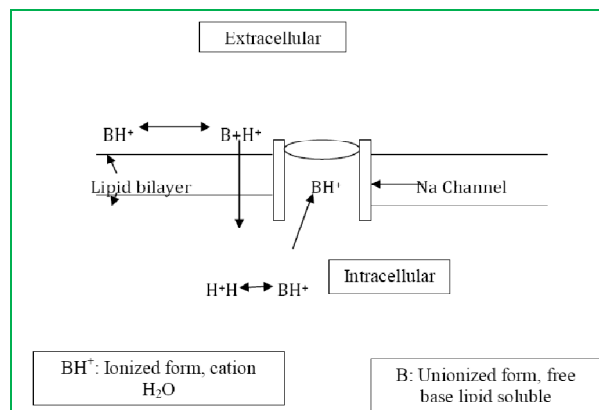 Extracellular
BH⁺ B+H⁺
Lipid bilayer BH⁺ Na Channel
Intracellular
H⁺H BH⁺
BH⁺: Ionized form, cation
H₂O
B: Unionized form, free
base lipid soluble